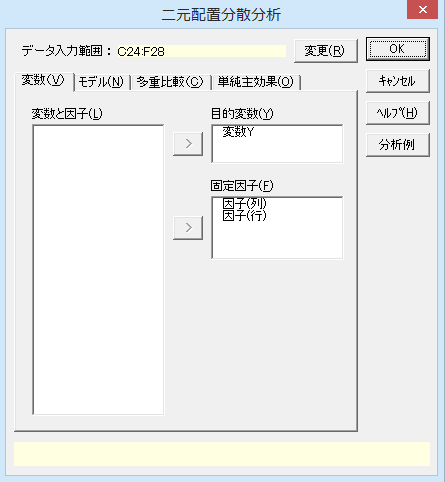 二元配置分散分析
データ入力範囲： C24:F28
変更(R)
OK
変数(V) モデル(N) 多重比較(C) 単純主効果(O)
ｷｬﾝｾﾙ
ﾍﾙﾌﾟ(H)
分析例
変数と因子(L)
目的変数(Y)
変数Y
>
固定因子(F)
因子(列)
因子(行)
>